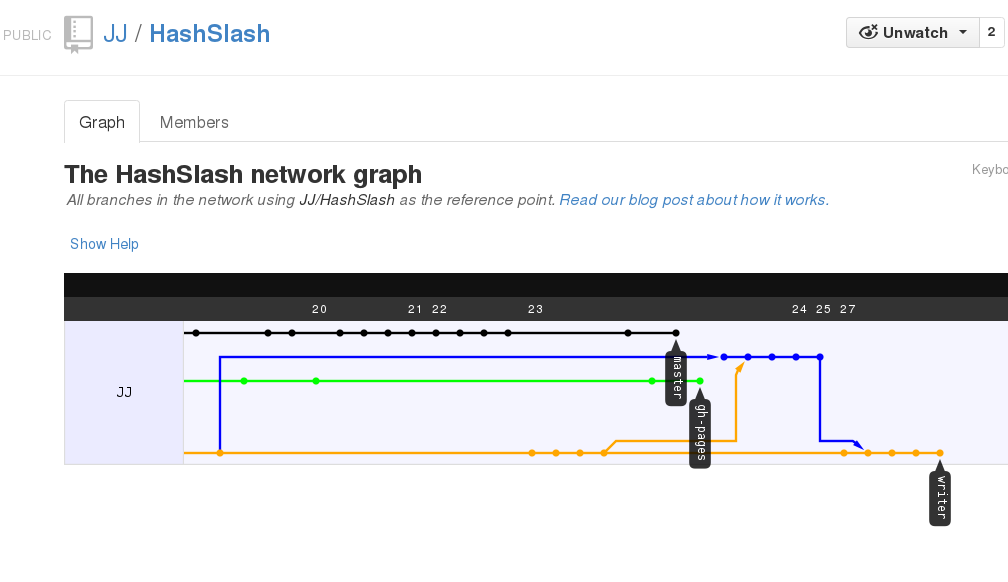 PUBLIC JJ / HashSlash Unwatch 2
Graph Members
The HashSlash network graph
Keybo
All branches in the network using JJ/HashSlash as the reference point. Read our blog post about how it works.
Show Help
20 21 22 23 24 25 27
JJ
master
gh-pages
writer